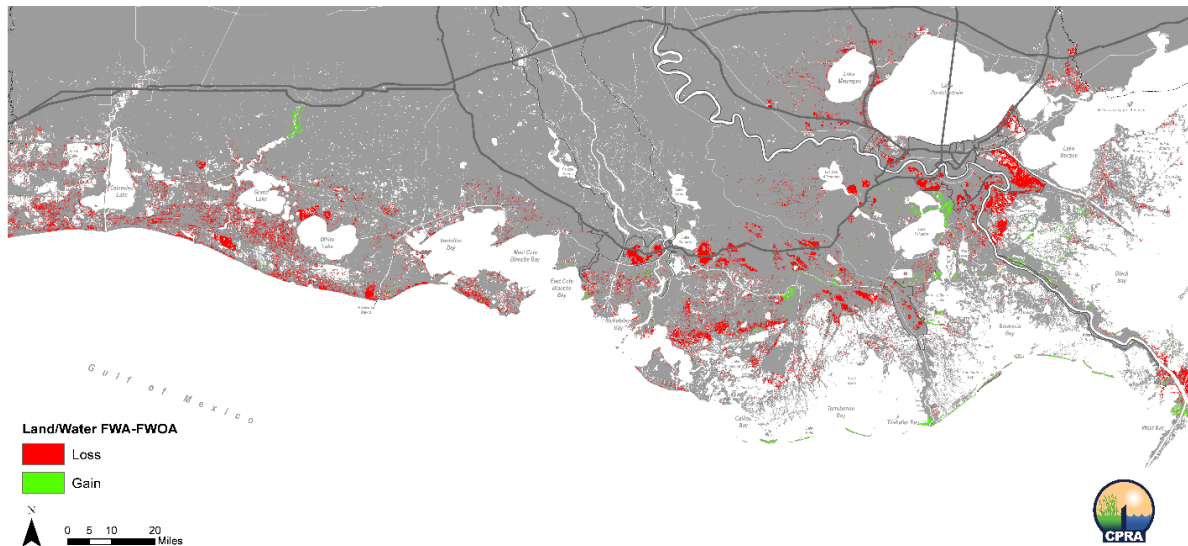 Lake
Maurepas
Lake
Pontchartrain
Lake
Borgne
Calcasieu
Lake
Grand
Lake
White
Lake
Vermilion
Bay
West Cote
Blanche Bay
East Cote
Blanche
Bay
Atchafalaya
Bay
Black
Bay
Barataria
Bay
Caillou
Bay
Terrebonne
Bay
Timbalier Bay
West Bay
Gulf of Mexico
Land/Water FWA-FWOA
Loss
Gain
N
0 5 10 20
Miles
CPRA